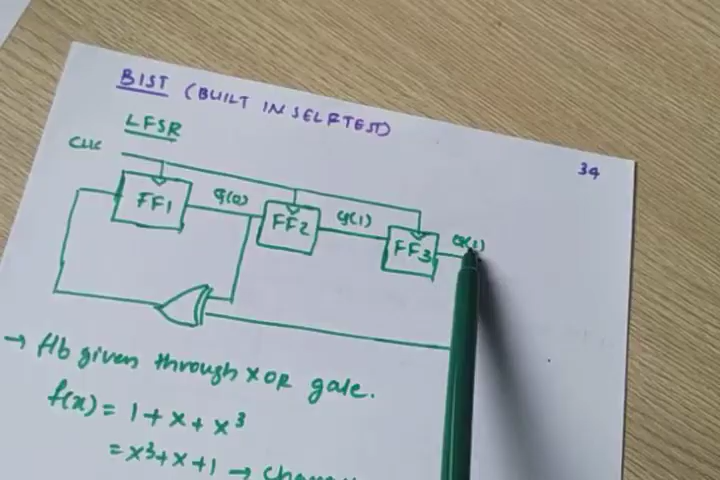 BIST (BUILT IN SELFTEST)
34
LFSR
CLK
FF1 q(0) FF2 q(1) FF3
→ f/b given through XOR gate.
f(x) = 1 + x + x³
= x³ + x + 1 →